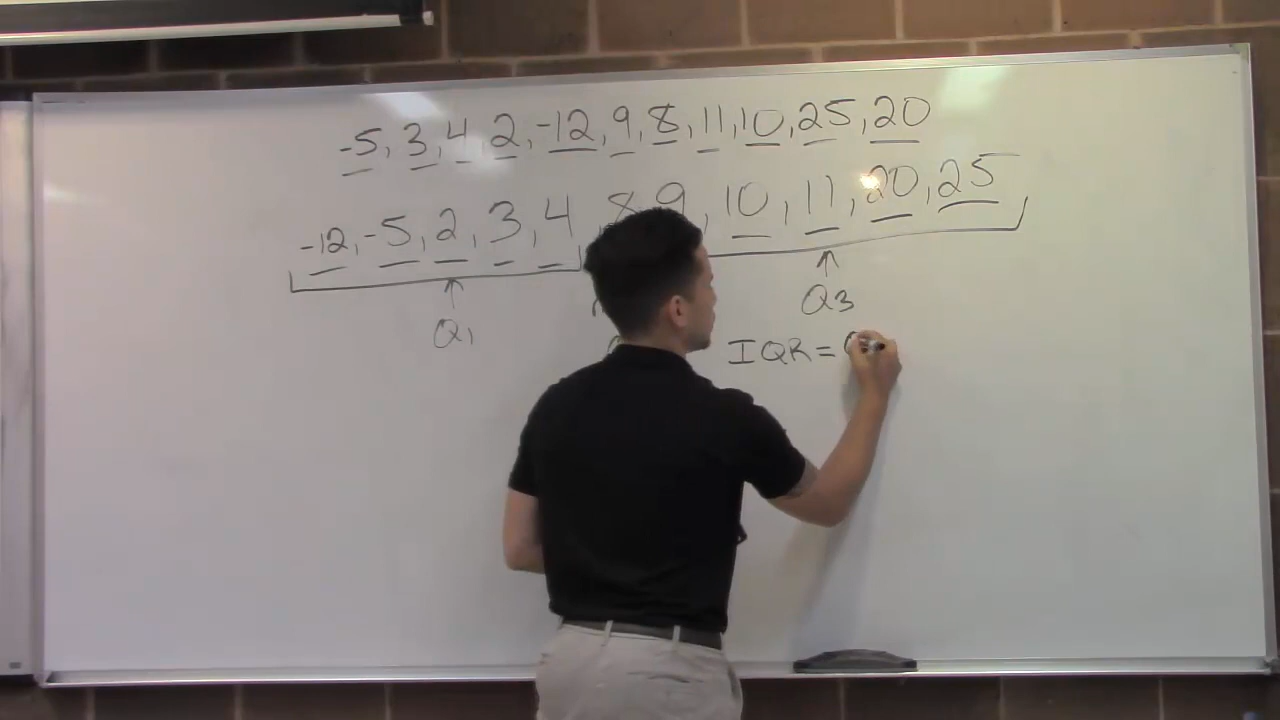 -5, 3, 4, 2, -12, 9, 8, 11, 10, 25, 20
-12, -5, 2, 3, 4, 8 9, 10, 11, 20, 25
Q1 Q3
IQR =